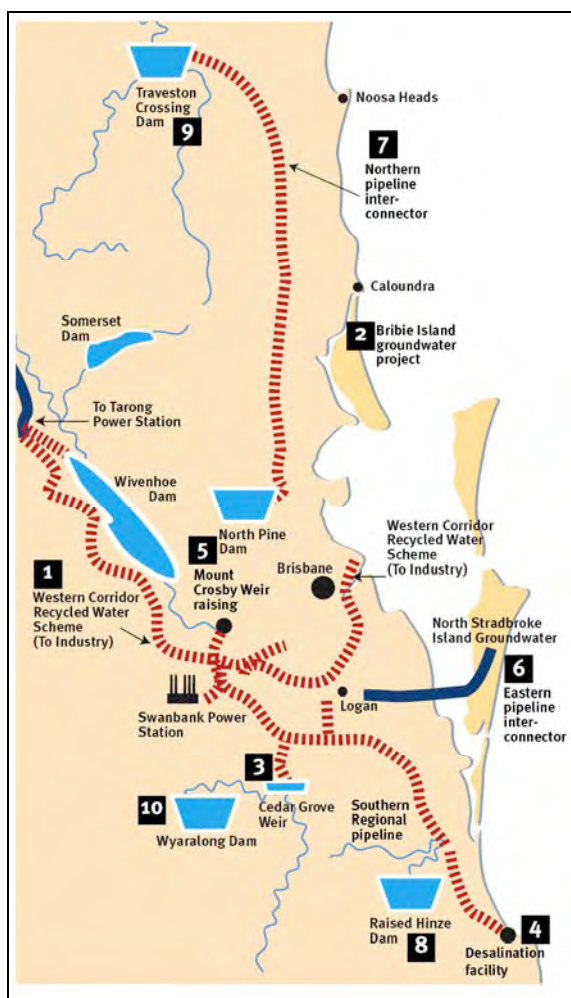 Traveston
Crossing
Dam
9
Noosa Heads
7
Northern
pipeline
inter-
connector
Caloundra
2 Bribie Island
groundwater
project
Somerset
Dam
To Tarong
Power Station
Wivenhoe
Dam
North Pine
Dam
5
Mount
Crosby Weir
raising
Western Corridor
Recycled Water
Scheme
(To Industry)
Brisbane
1
Western Corridor
Recycled Water
Scheme
(To Industry)
North Stradbroke
Island Groundwater
6
Eastern
pipeline
inter-
connector
Logan
Swanbank Power
Station
3
Cedar Grove
Weir
10
Wyaralong Dam
Southern
Regional
pipeline
Raised Hinze
Dam
8
4
Desalination
facility